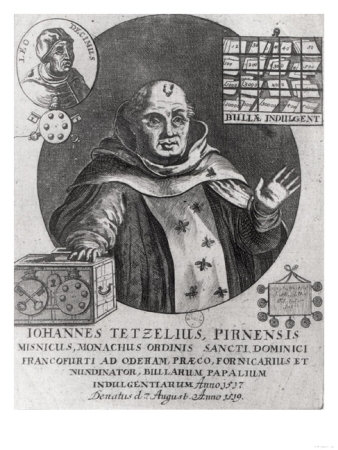 LEO DECIMUS
BULLÆ INDULGENT
IOHANNES TETZELIUS, PIRNENSIS
MISNICUS, MONACHUS ORDINIS SANCTI DOMINICI
FRANCOFURTI AD ODERAM, PRÆCO, FORNICARIUS ET
NUNDINATOR, BULLARUM, PAPALIUM
INDULGENTIARUM Anno 1517
Denatus d. 7 August. Anno 1519.